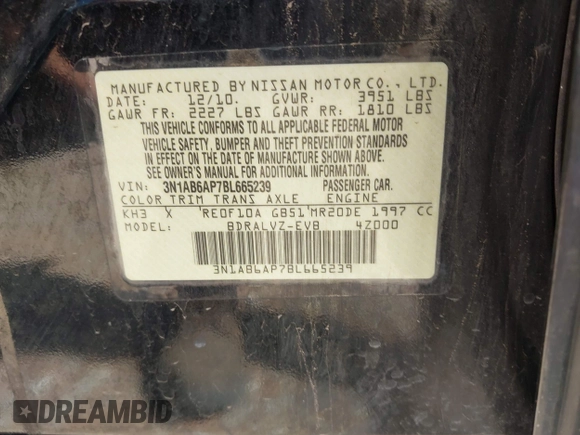 MANUFACTURED BY NISSAN MOTOR CO., LTD.
DATE: 12/10. GVWR: 3951 LBS
GAWR FR: 2227 LBS GAWR RR: 1810 LBS
THIS VEHICLE CONFORMS TO ALL APPLICABLE FEDERAL MOTOR
VEHICLE SAFETY, BUMPER AND THEFT PREVENTION STANDARDS
IN EFFECT ON THE DATE OF MANUFACTURE SHOWN ABOVE.
SEE OWNER'S MANUAL FOR ADDITIONAL INFORMATION.
VIN: 3N1AB6AP7BL665239 PASSENGER CAR.
COLOR TRIM TRANS AXLE ENGINE
KH3 X RE0F10A GB51 MR20DE 1997 CC
MODEL: BDRALVZ-EVB 4Z000
3N1AB6AP7BL665239
DREAMBID